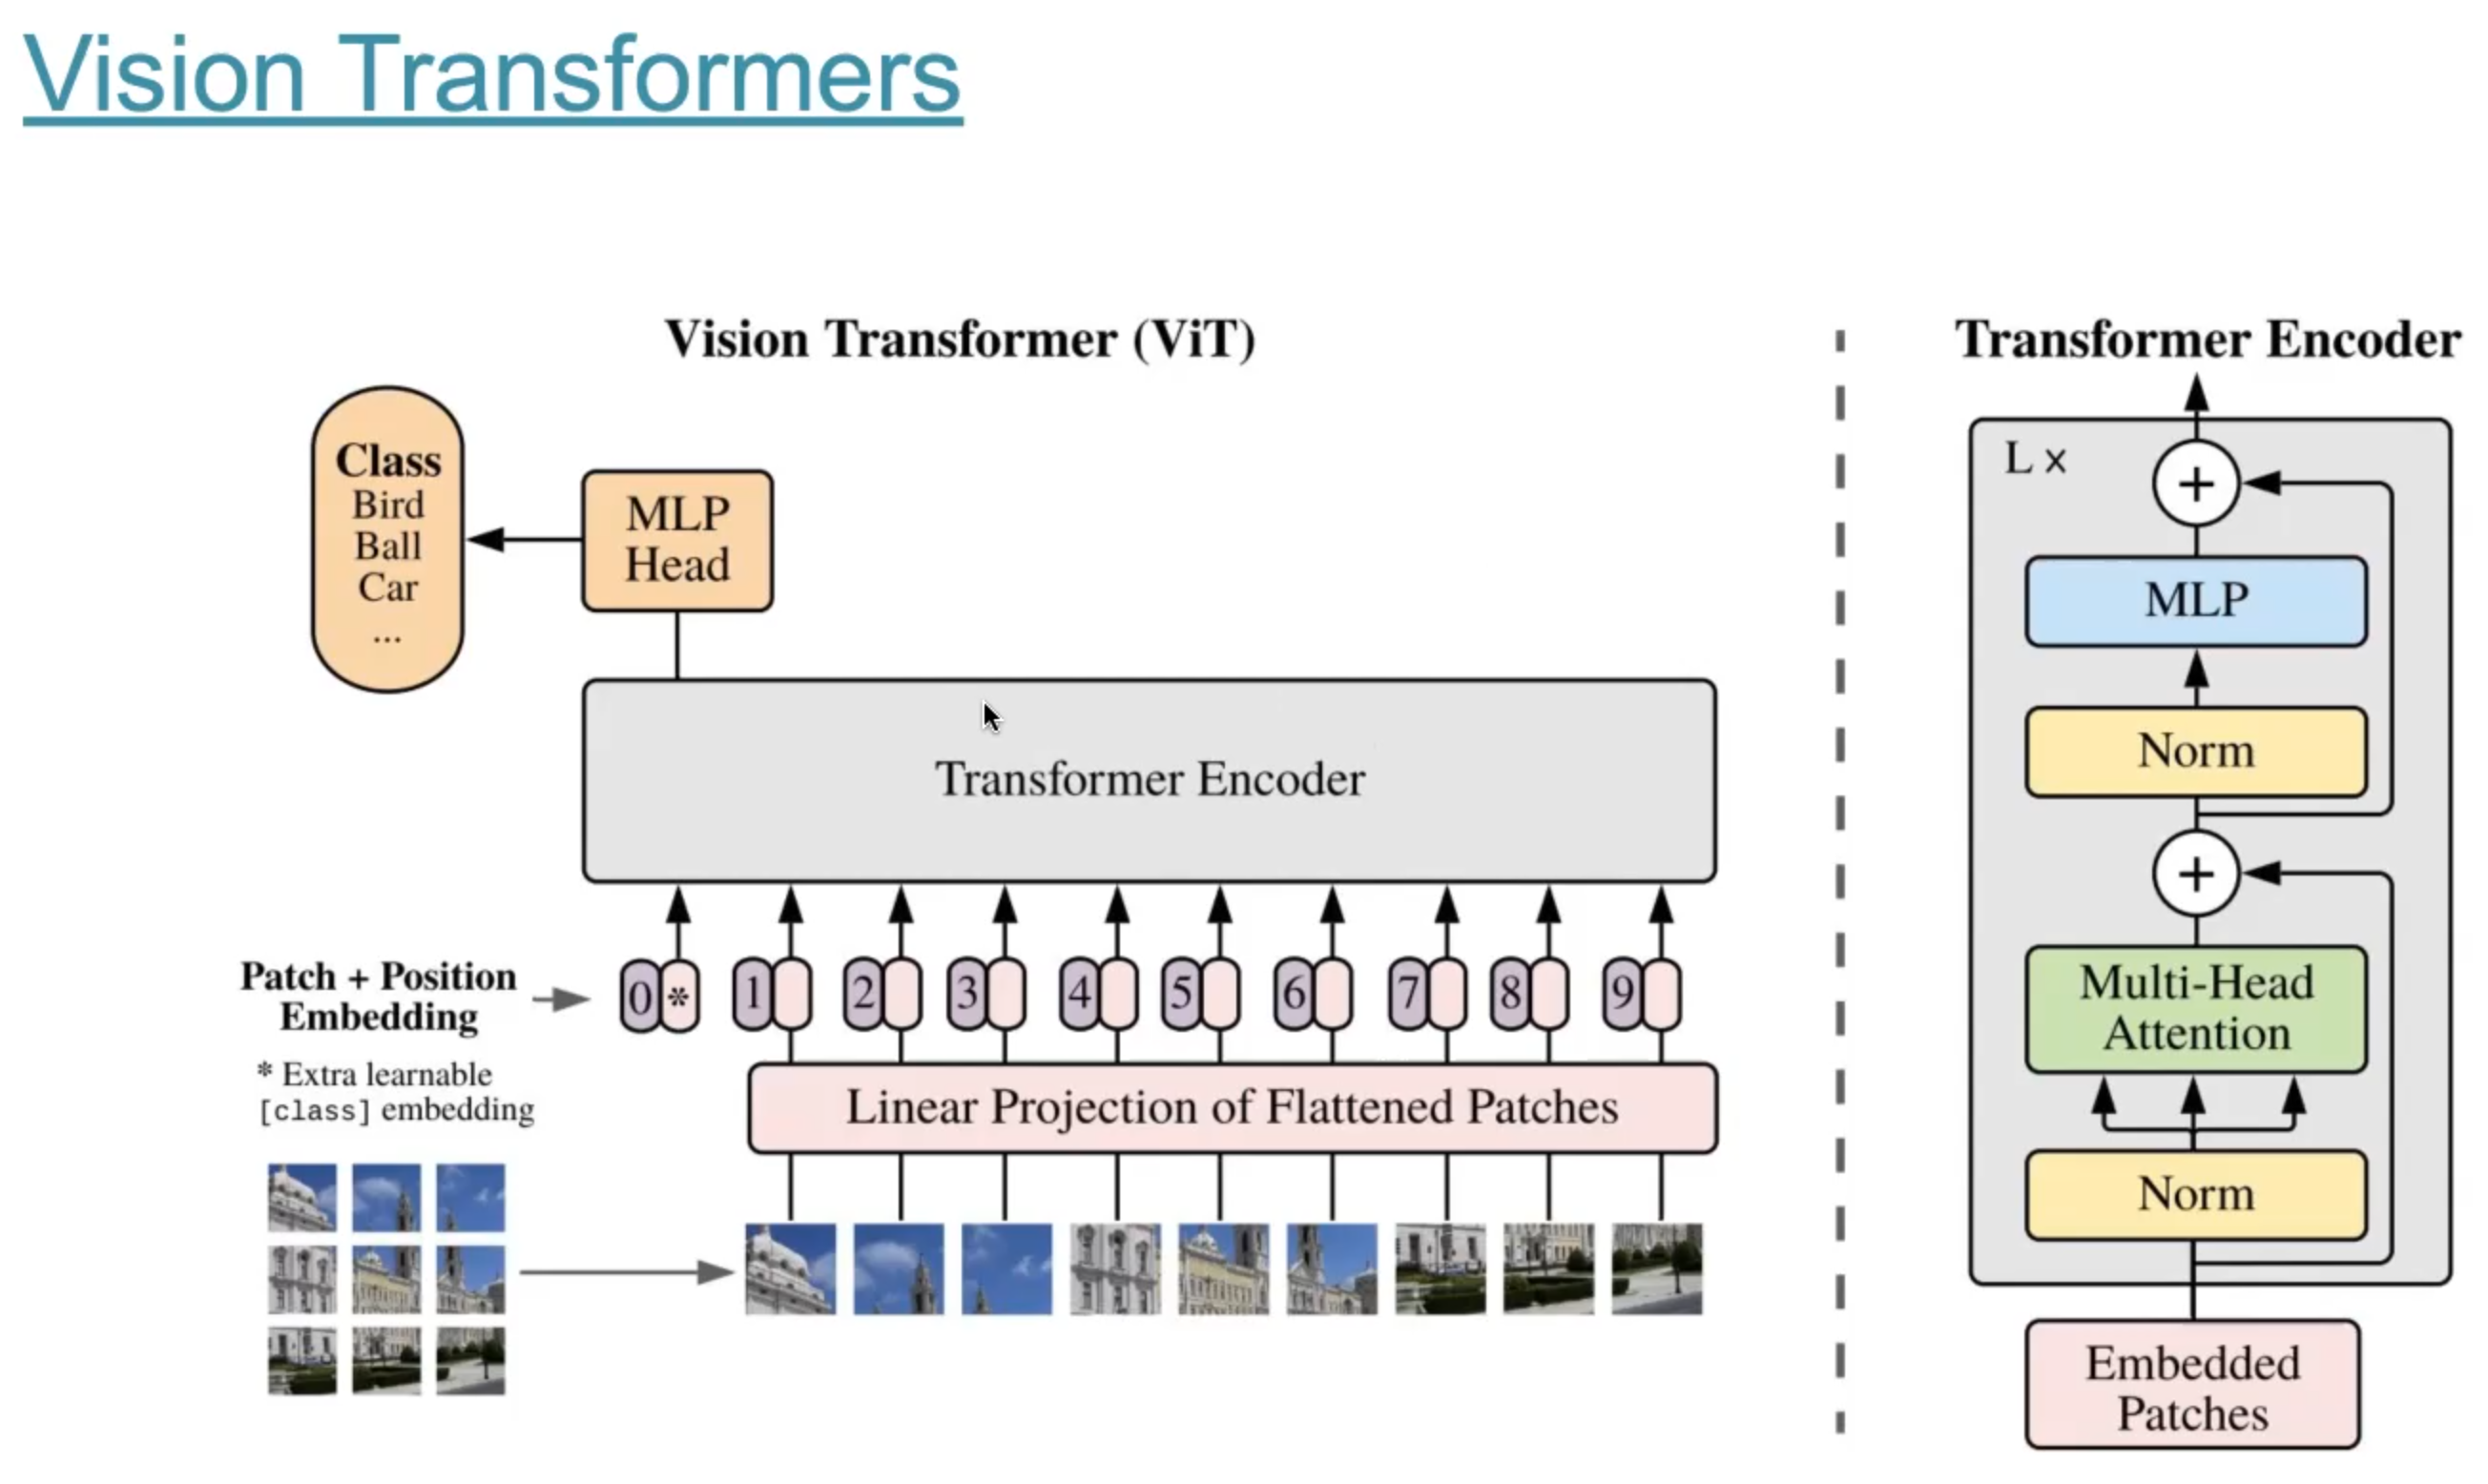 Vision Transformers
Vision Transformer (ViT)
Class
Bird
Ball
Car
...
MLP
Head
Transformer Encoder
Patch + Position
Embedding
* Extra learnable
[class] embedding
0 * 1 2 3 4 5 6 7 8 9
Linear Projection of Flattened Patches
Transformer Encoder
L x
+
MLP
Norm
+
Multi-Head
Attention
Norm
Embedded
Patches